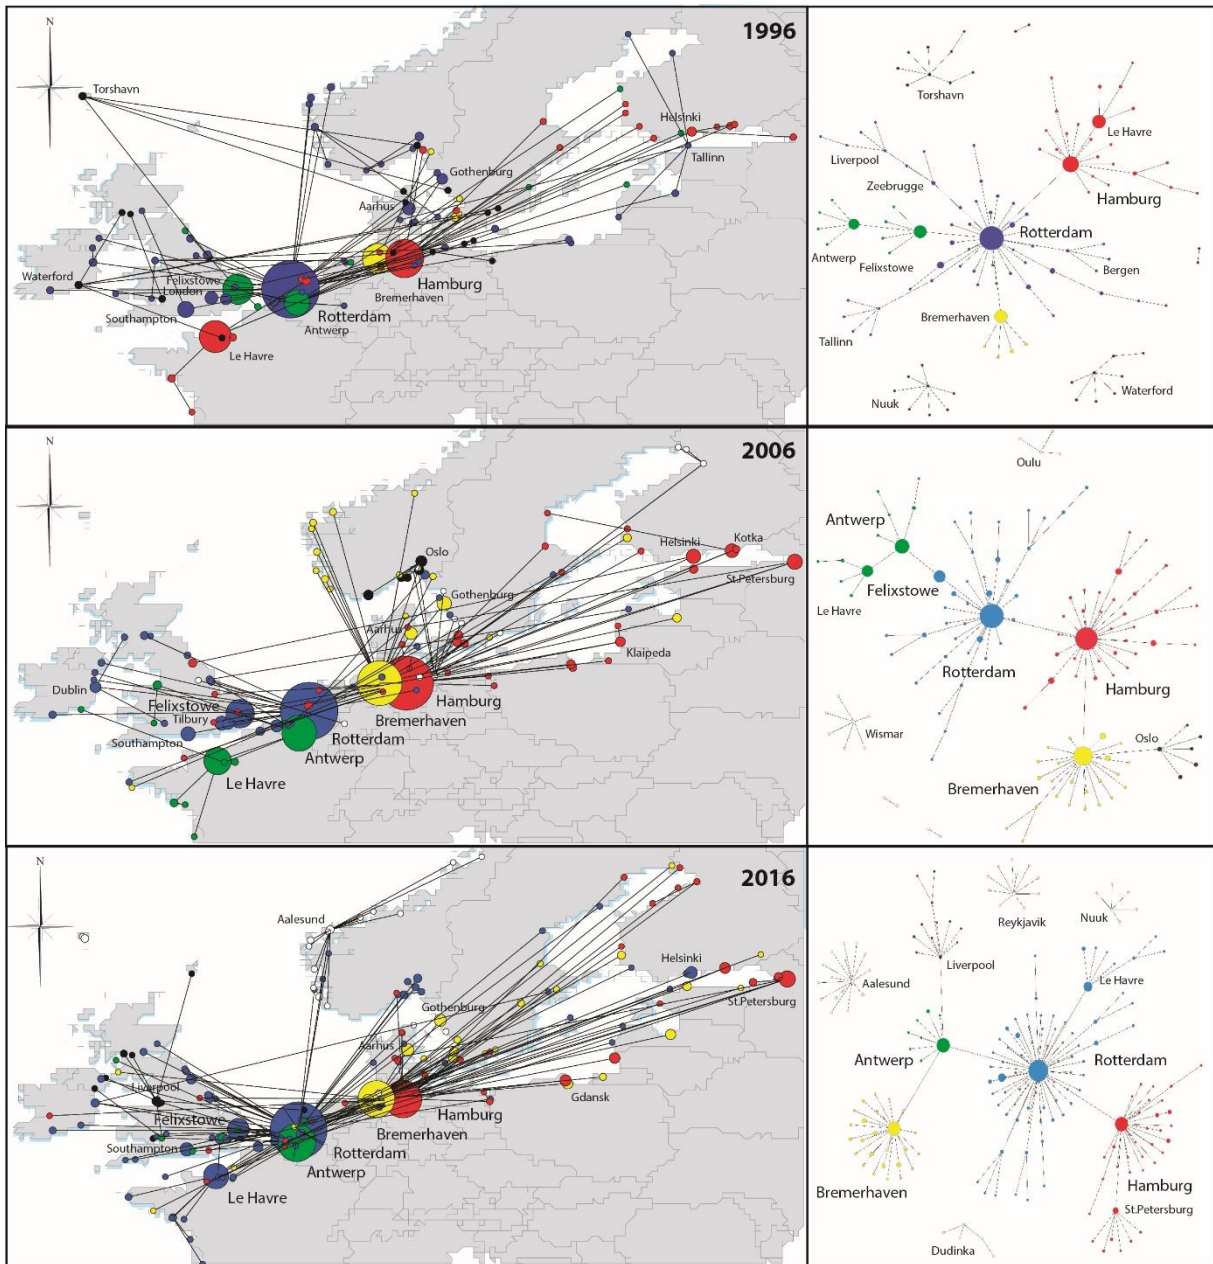 N
1996
Torshavn
Helsinki
Tallinn
Gothenburg
Aarhus
Waterford
Felixstowe
London
Southampton
Hamburg
Bremerhaven
Rotterdam
Antwerp
Le Havre
Torshavn
Le Havre
Liverpool
Zeebrugge
Hamburg
Rotterdam
Antwerp
Felixstowe
Bergen
Bremerhaven
Tallinn
Nuuk
Waterford
N
2006
Oslo
Helsinki
Kotka
St.Petersburg
Gothenburg
Aarhus
Klaipeda
Dublin
Felixstowe
Tilbury
Southampton
Hamburg
Bremerhaven
Rotterdam
Antwerp
Le Havre
Oulu
Antwerp
Felixstowe
Le Havre
Rotterdam
Hamburg
Wismar
Oslo
Bremerhaven
N
2016
Aalesund
Helsinki
St.Petersburg
Gothenburg
Aarhus
Gdansk
Liverpool
Felixstowe
Southampton
Hamburg
Bremerhaven
Rotterdam
Antwerp
Le Havre
Reykjavik
Nuuk
Liverpool
Aalesund
Le Havre
Antwerp
Rotterdam
Bremerhaven
Hamburg
St.Petersburg
Dudinka